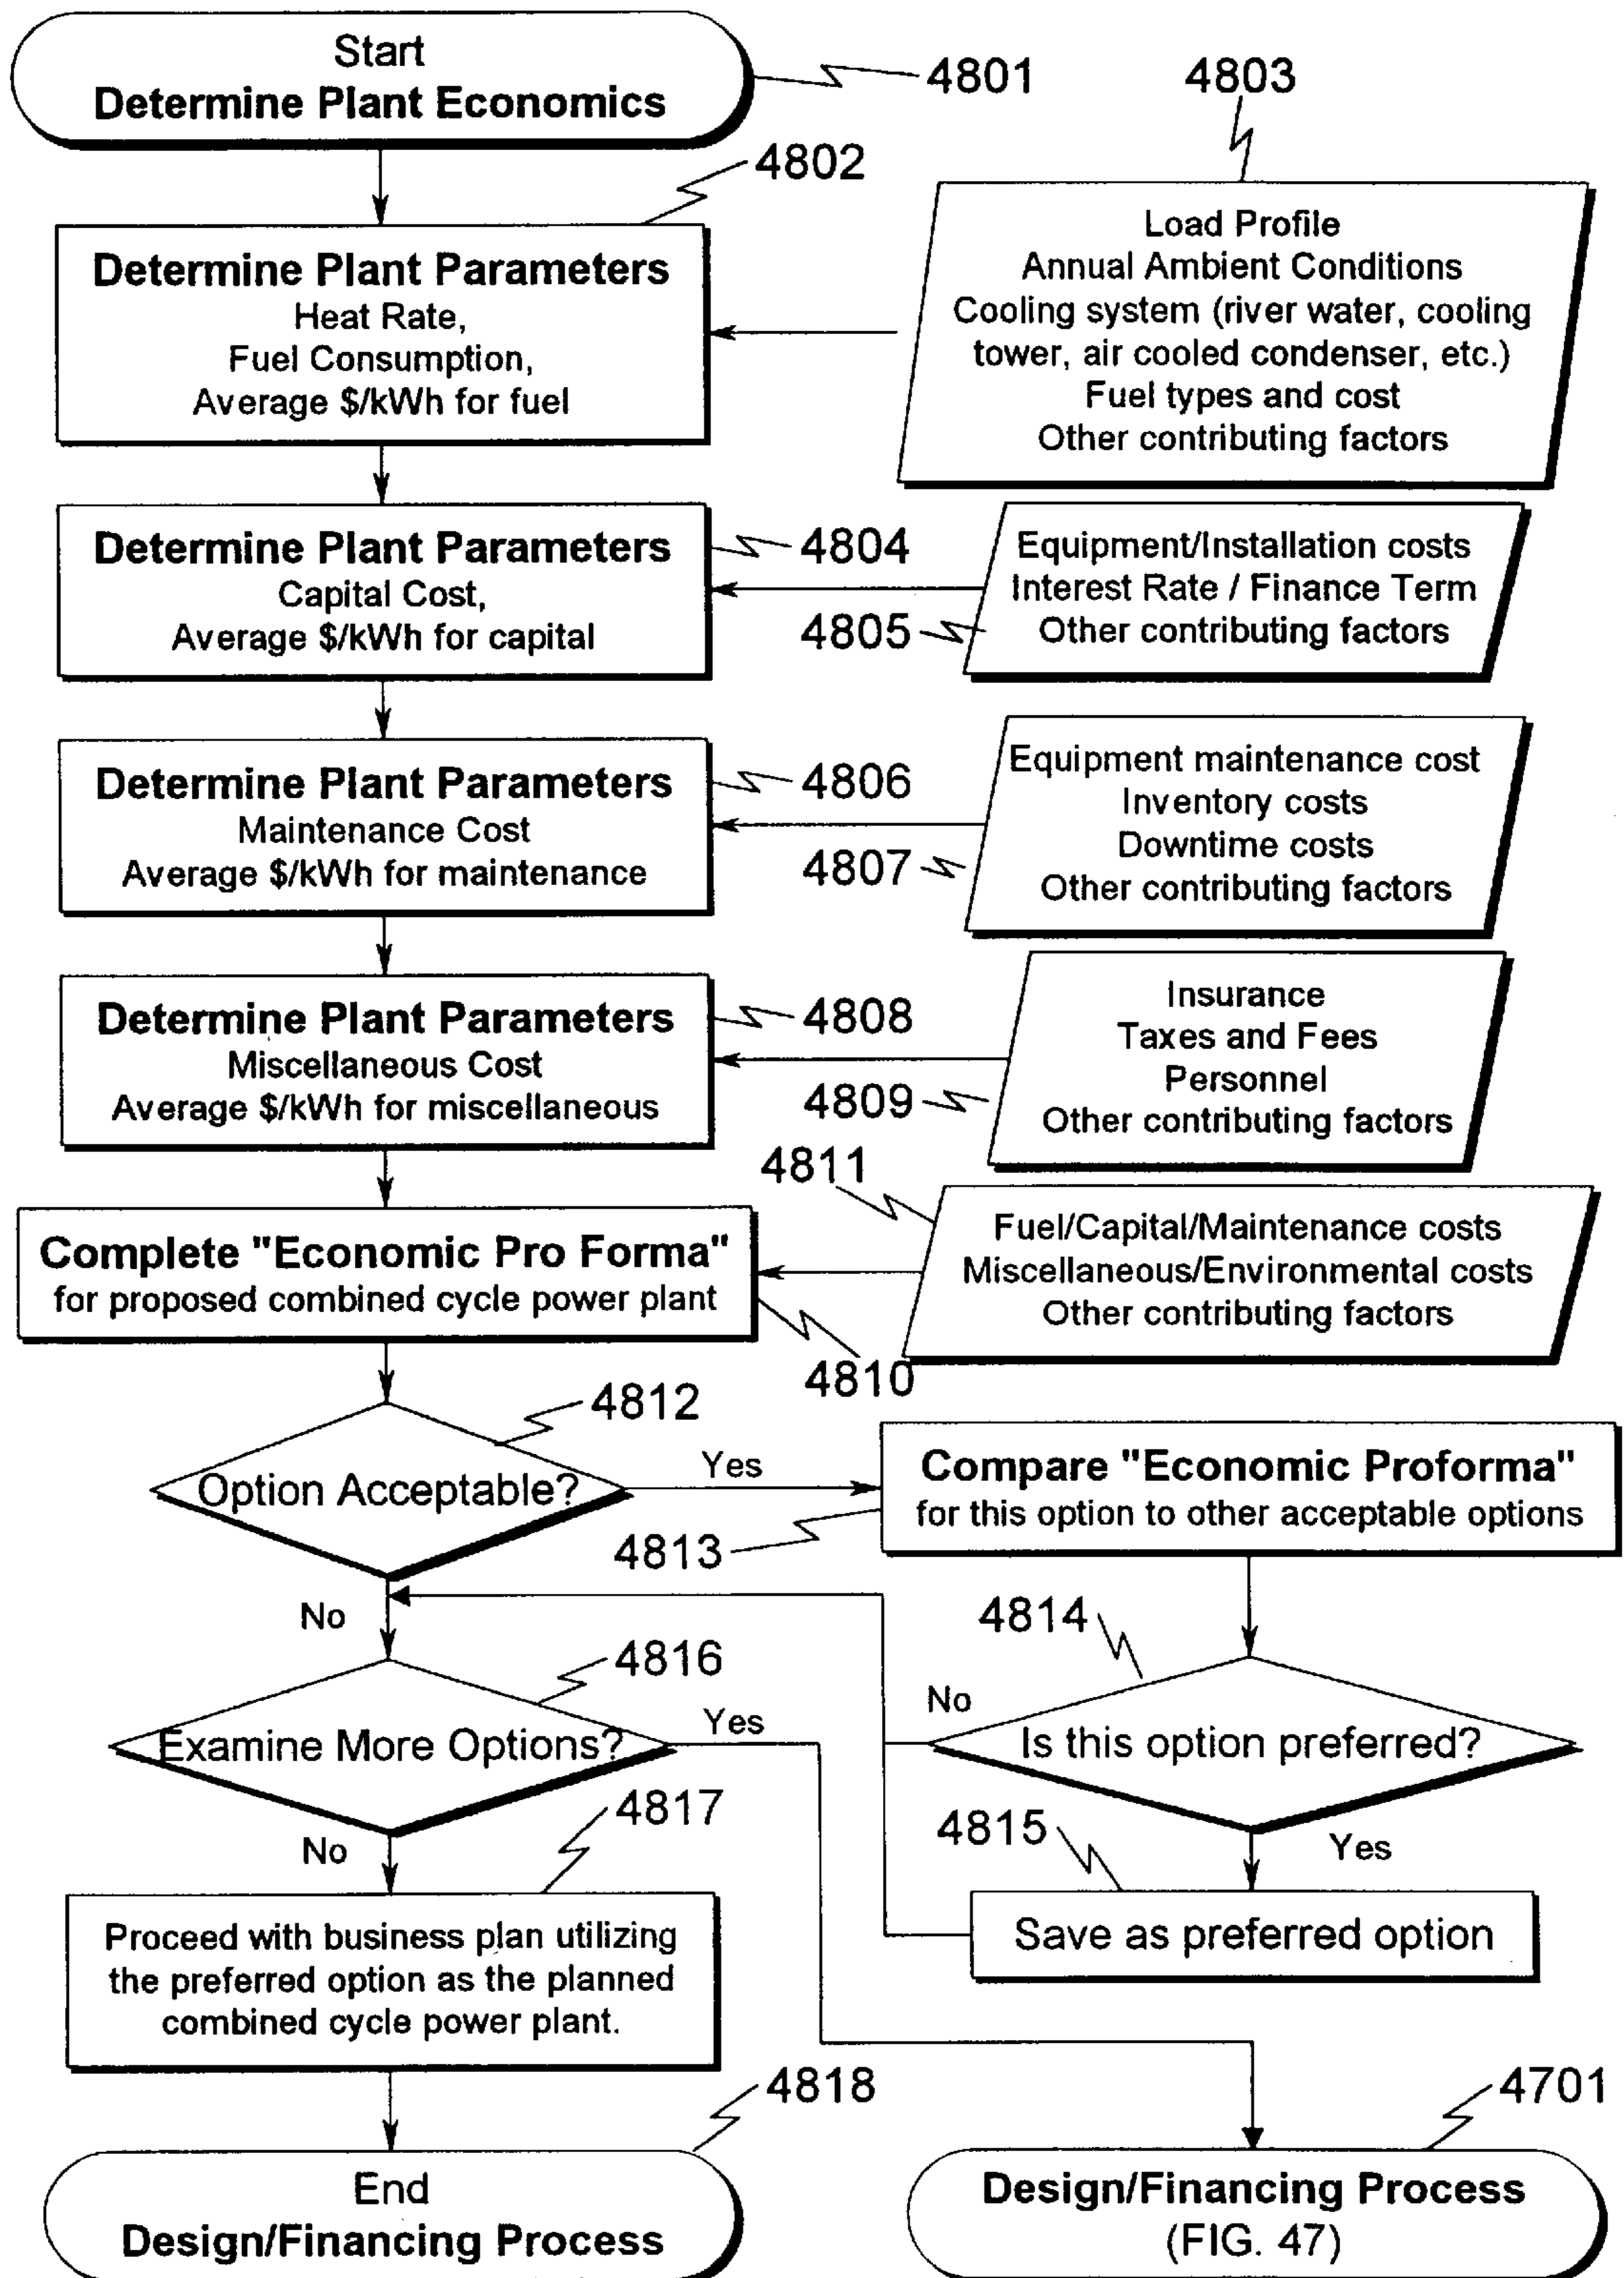 Start
Determine Plant Economics
4801
4803
4802
Determine Plant Parameters
Heat Rate,
Fuel Consumption,
Average $/kWh for fuel
Load Profile
Annual Ambient Conditions
Cooling system (river water, cooling
tower, air cooled condenser, etc.)
Fuel types and cost
Other contributing factors
Determine Plant Parameters
Capital Cost,
Average $/kWh for capital
4804
4805
Equipment/Installation costs
Interest Rate / Finance Term
Other contributing factors
Determine Plant Parameters
Maintenance Cost
Average $/kWh for maintenance
4806
4807
Equipment maintenance cost
Inventory costs
Downtime costs
Other contributing factors
Determine Plant Parameters
Miscellaneous Cost
Average $/kWh for miscellaneous
4808
4809
Insurance
Taxes and Fees
Personnel
Other contributing factors
4811
Complete "Economic Pro Forma"
for proposed combined cycle power plant
Fuel/Capital/Maintenance costs
Miscellaneous/Environmental costs
Other contributing factors
4810
4812
Option Acceptable?
Yes
4813
Compare "Economic Proforma"
for this option to other acceptable options
No
4814
4816
Examine More Options?
Yes
No
Is this option preferred?
4817
4815
No
Yes
Proceed with business plan utilizing
the preferred option as the planned
combined cycle power plant.
Save as preferred option
4818
4701
End
Design/Financing Process
Design/Financing Process
(FIG. 47)